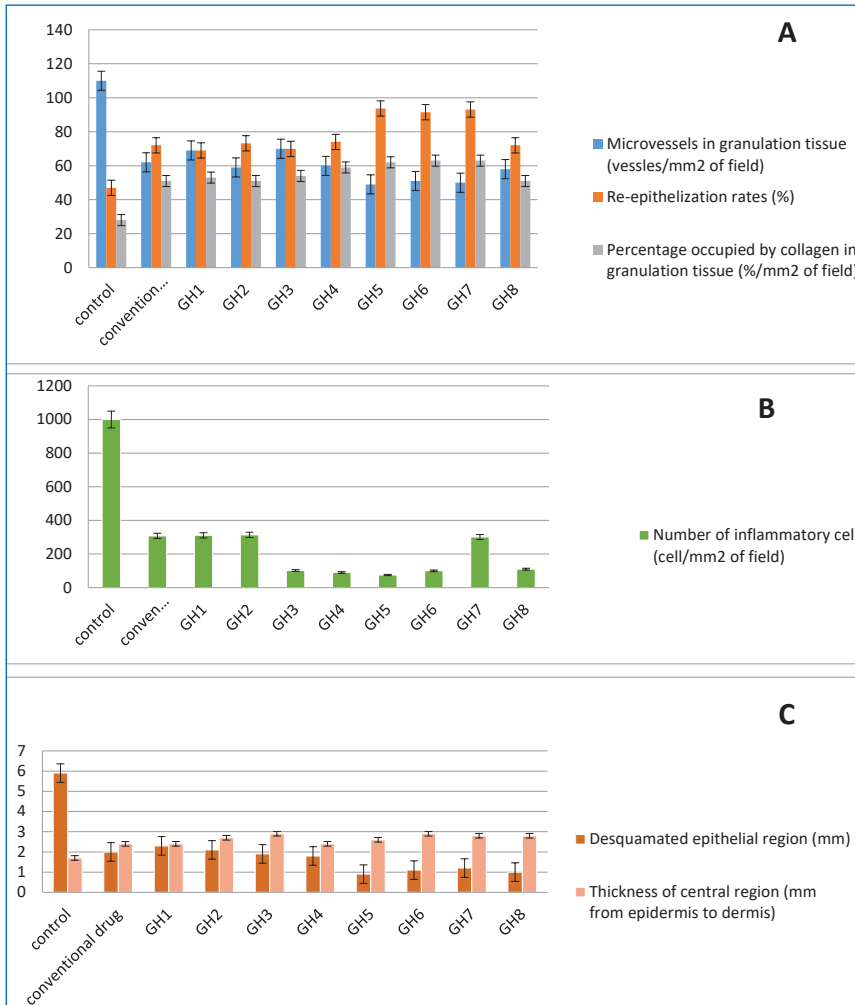 A
140
120
100
80
60
40
20
0
control
convention...
GH1
GH2
GH3
GH4
GH5
GH6
GH7
GH8
Microvessels in granulation tissue
(vessles/mm2 of field)
Re-epithelization rates (%)
Percentage occupied by collagen in
granulation tissue (%/mm2 of field)
B
1200
1000
800
600
400
200
0
control
conven...
GH1
GH2
GH3
GH4
GH5
GH6
GH7
GH8
Number of inflammatory cel
(cell/mm2 of field)
C
7
6
5
4
3
2
1
0
control
conventional drug
GH1
GH2
GH3
GH4
GH5
GH6
GH7
GH8
Desquamated epithelial region (mm)
Thickness of central region (mm
from epidermis to dermis)